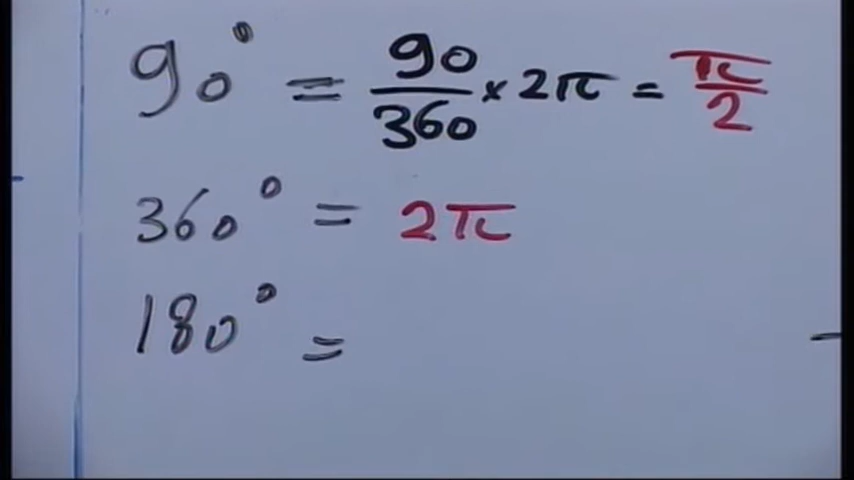 90° = 90/360 × 2π = π/2
360° = 2π
180° =